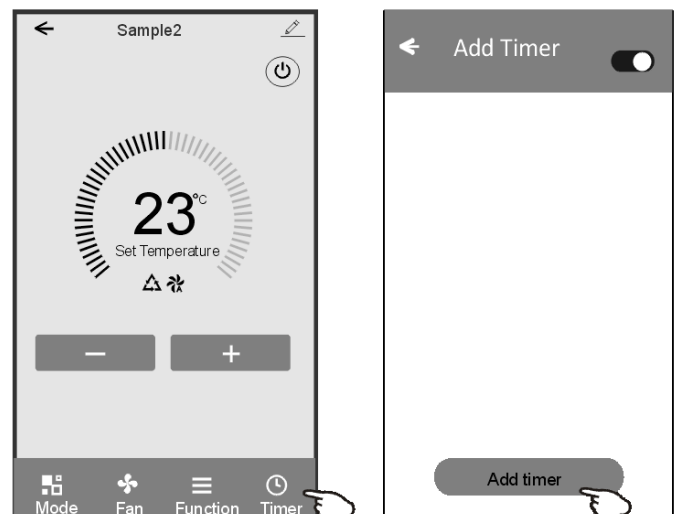 Sample2
23°C
Set Temperature
A
−
+
Mode Fan Function Timer
Add Timer
Add timer